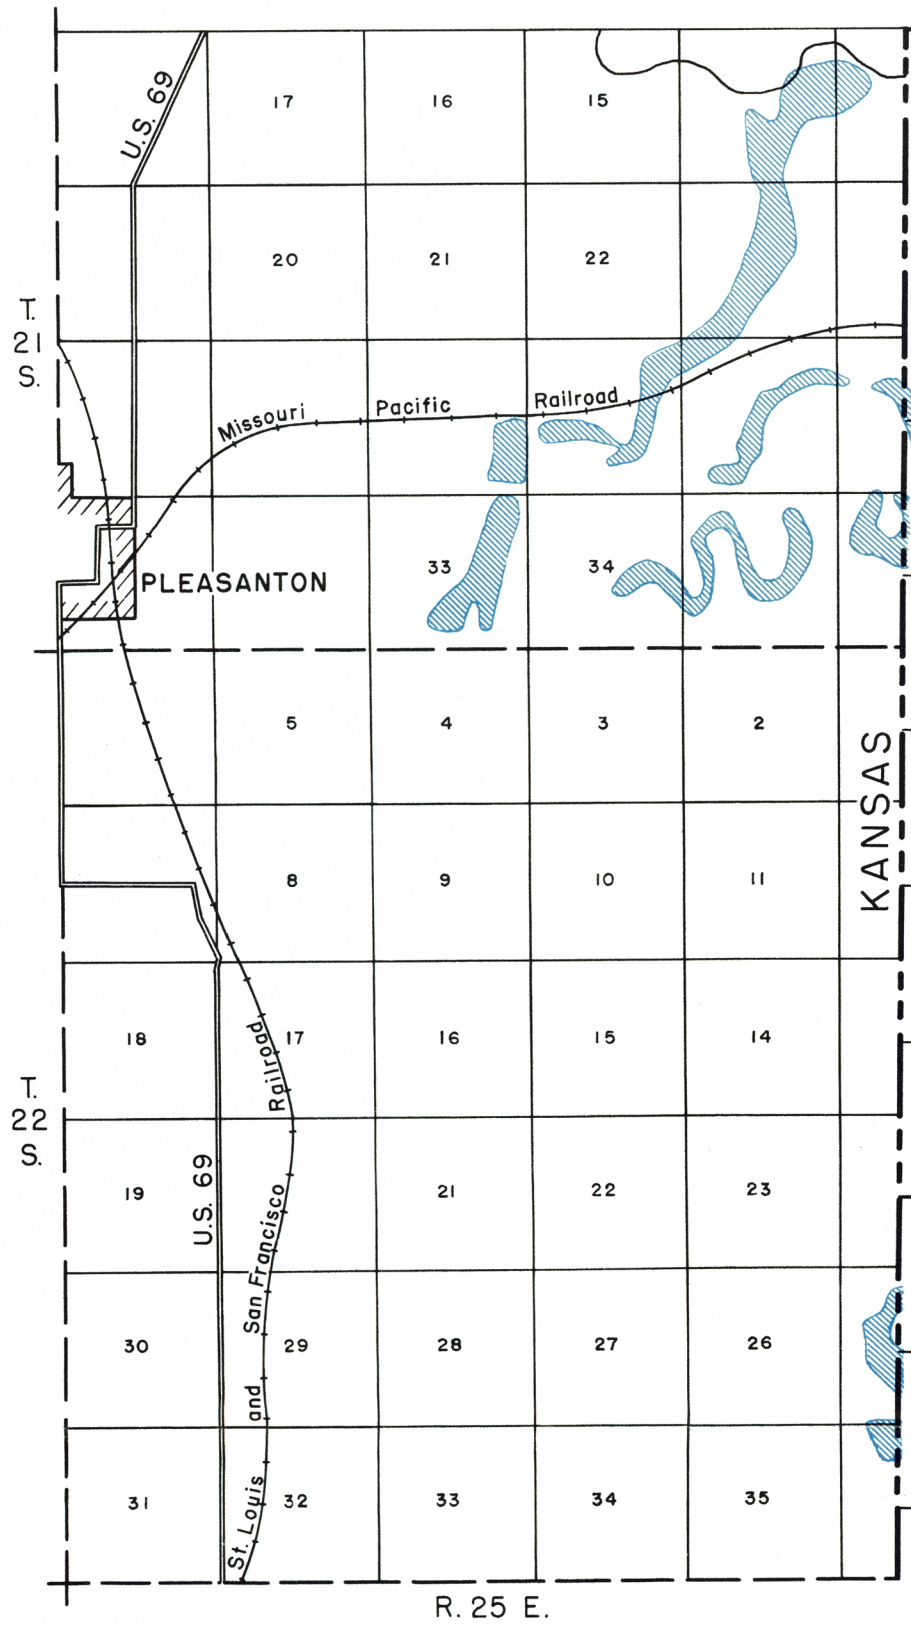 U.S. 69
17 16 15
20 21 22
T.
21
S.
Missouri Pacific Railroad
33 34
PLEASANTON
5 4 3 2
KANSAS
8 9 10 11
18 17 16 15 14
T.
22
S.
19 21 22 23
U.S. 69
30 29 28 27 26
31 32 33 34 35
St. Louis and San Francisco Railroad
R. 25 E.